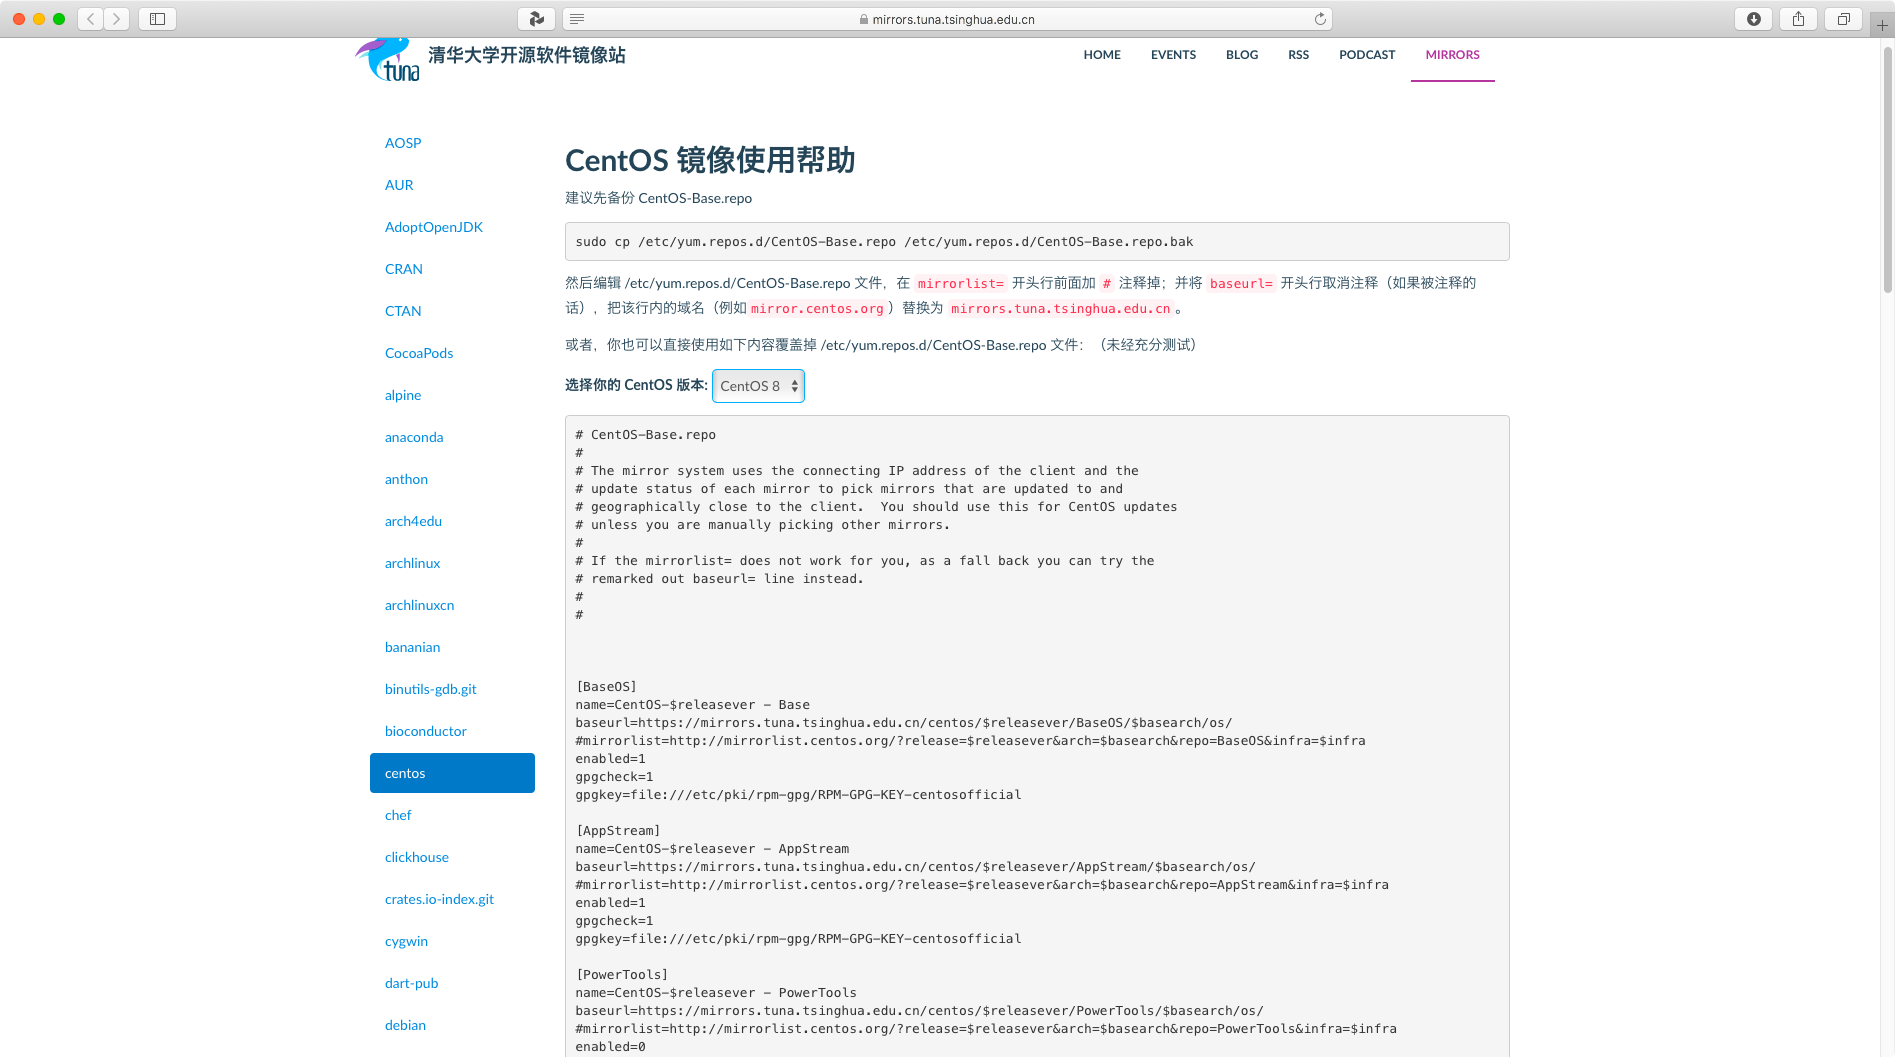 mirrors.tuna.tsinghua.edu.cn
tuna
清华大学开源软件镜像站
HOME
EVENTS
BLOG
RSS
PODCAST
MIRRORS
AOSP
AUR
AdoptOpenJDK
CRAN
CTAN
CocoaPods
alpine
anaconda
anthon
arch4edu
archlinux
archlinuxcn
bananian
binutils-gdb.git
bioconductor
centos
chef
clickhouse
crates.io-index.git
cygwin
dart-pub
debian
CentOS 镜像使用帮助
建议先备份 CentOS-Base.repo
sudo cp /etc/yum.repos.d/CentOS-Base.repo /etc/yum.repos.d/CentOS-Base.repo.bak
然后编辑 /etc/yum.repos.d/CentOS-Base.repo 文件，在 mirrorlist= 开头行前面加 # 注释掉；并将 baseurl= 开头行取消注释（如果被注释的
话），把该行内的域名（例如 mirror.centos.org ）替换为 mirrors.tuna.tsinghua.edu.cn 。
或者，你也可以直接使用如下内容覆盖掉 /etc/yum.repos.d/CentOS-Base.repo 文件：（未经充分测试）
选择你的 CentOS 版本: CentOS 8
# CentOS-Base.repo
#
# The mirror system uses the connecting IP address of the client and the
# update status of each mirror to pick mirrors that are updated to and
# geographically close to the client.  You should use this for CentOS updates
# unless you are manually picking other mirrors.
#
# If the mirrorlist= does not work for you, as a fall back you can try the
# remarked out baseurl= line instead.
#
#
[BaseOS]
name=CentOS-$releasever - Base
baseurl=https://mirrors.tuna.tsinghua.edu.cn/centos/$releasever/BaseOS/$basearch/os/
#mirrorlist=http://mirrorlist.centos.org/?release=$releasever&arch=$basearch&repo=BaseOS&infra=$infra
enabled=1
gpgcheck=1
gpgkey=file:///etc/pki/rpm-gpg/RPM-GPG-KEY-centosofficial
[AppStream]
name=CentOS-$releasever - AppStream
baseurl=https://mirrors.tuna.tsinghua.edu.cn/centos/$releasever/AppStream/$basearch/os/
#mirrorlist=http://mirrorlist.centos.org/?release=$releasever&arch=$basearch&repo=AppStream&infra=$infra
enabled=1
gpgcheck=1
gpgkey=file:///etc/pki/rpm-gpg/RPM-GPG-KEY-centosofficial
[PowerTools]
name=CentOS-$releasever - PowerTools
baseurl=https://mirrors.tuna.tsinghua.edu.cn/centos/$releasever/PowerTools/$basearch/os/
#mirrorlist=http://mirrorlist.centos.org/?release=$releasever&arch=$basearch&repo=PowerTools&infra=$infra
enabled=0